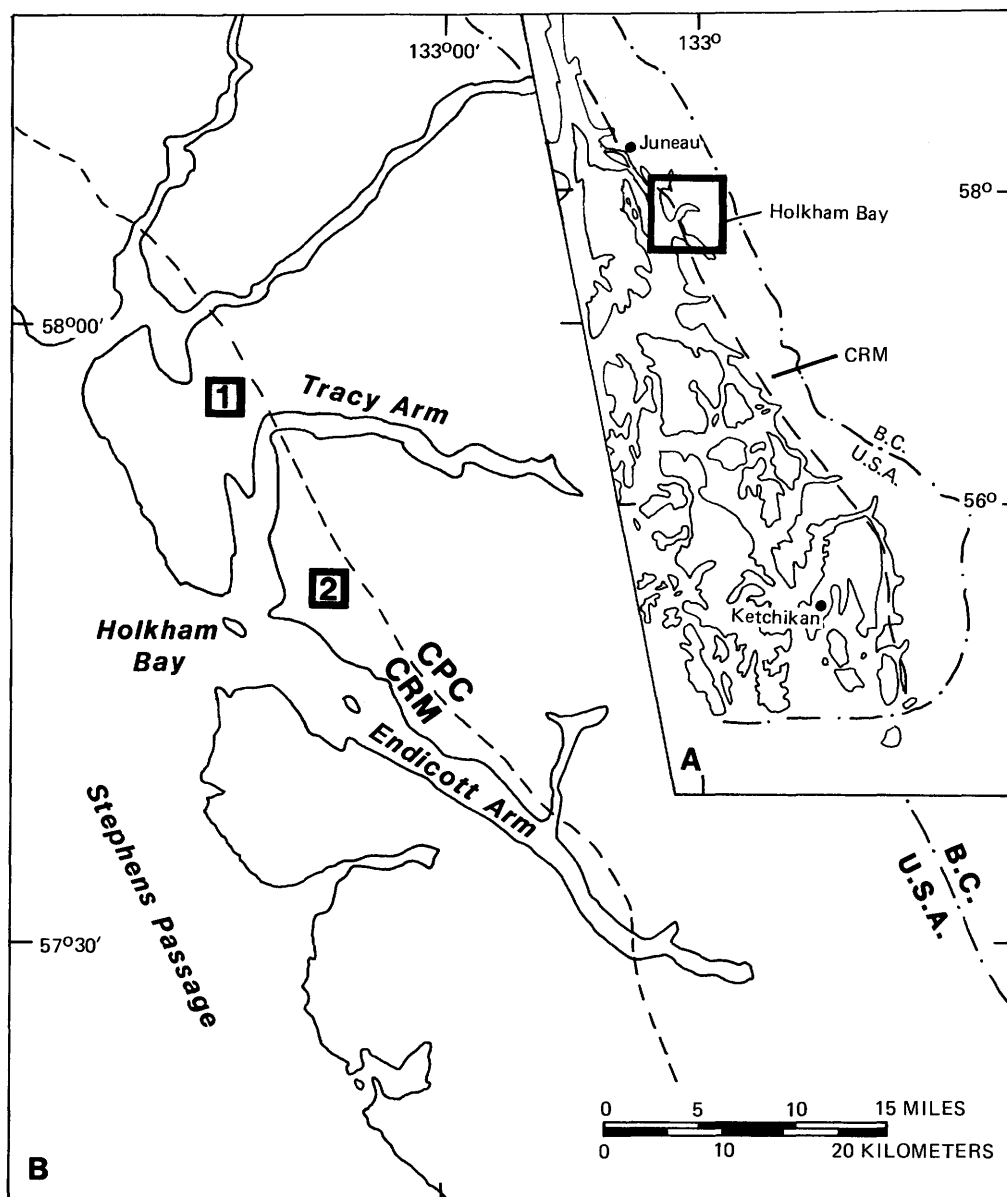 133°00'
133°
Juneau
58°
Holkham Bay
58°00'
CRM
1
Tracy Arm
B.C.
U.S.A.
56°
2
Ketchikan
Holkham
Bay
CPC
CRM
A
Endicott Arm
Stephens Passage
B.C.
U.S.A.
57°30'
0 5 10 15 MILES
0 10 20 KILOMETERS
B